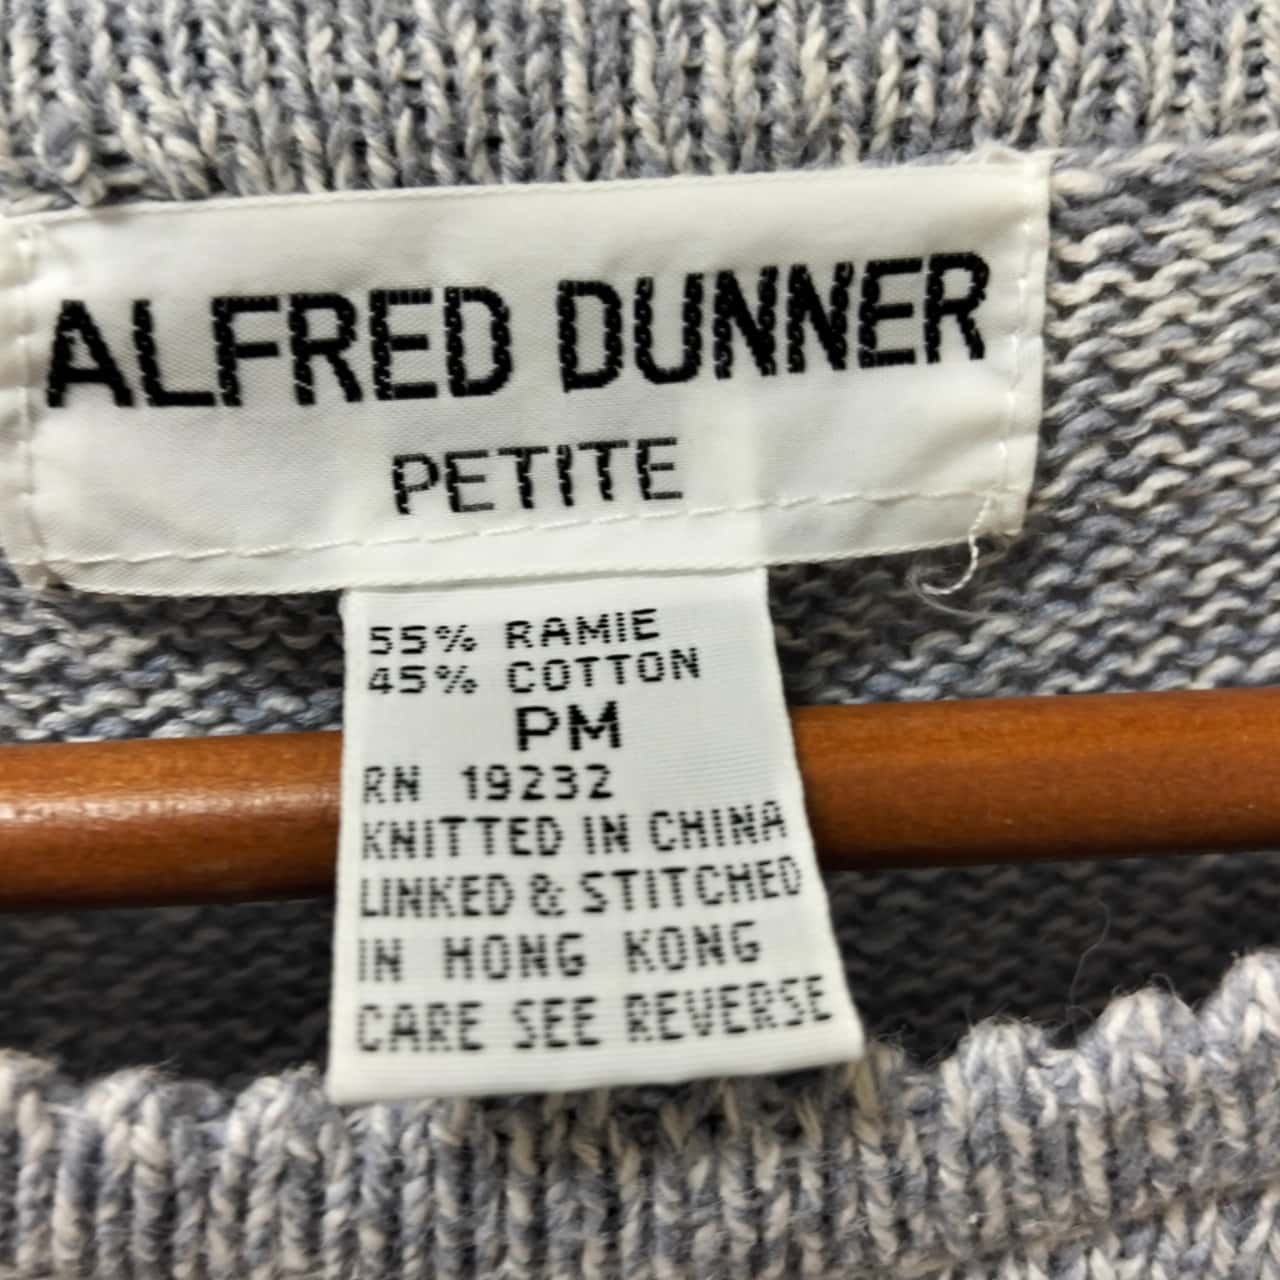 ALFRED DUNNER
PETITE
55% RAMIE
45% COTTON
PM
RN 19232
KNITTED IN CHINA
LINKED & STITCHED
IN HONG KONG
CARE SEE REVERSE